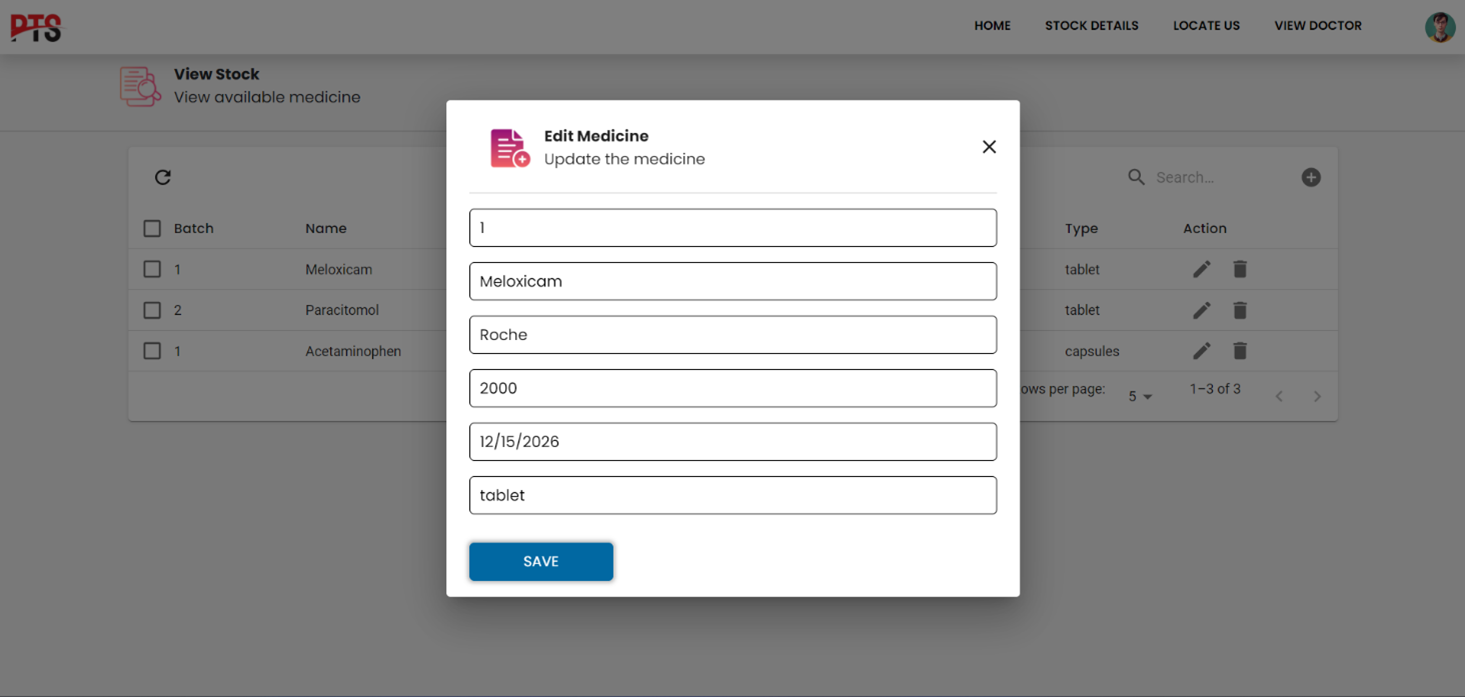 PTS
HOME STOCK DETAILS LOCATE US VIEW DOCTOR
View Stock
View available medicine
Edit Medicine
Update the medicine
Search...
Batch Name Type Action
1 Meloxicam tablet
2 Paracitomol tablet
1 Acetaminophen capsules
ows per page: 5 1–3 of 3
1
Meloxicam
Roche
2000
12/15/2026
tablet
SAVE